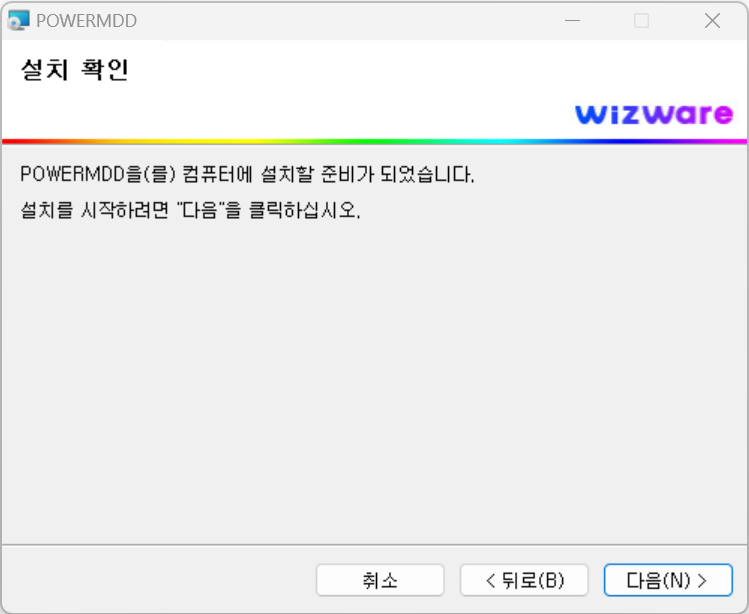 POWERMDD
설치 확인
wizware
POWERMDD을(를) 컴퓨터에 설치할 준비가 되었습니다.
설치를 시작하려면 "다음"을 클릭하십시오.
취소
< 뒤로(B)
다음(N) >